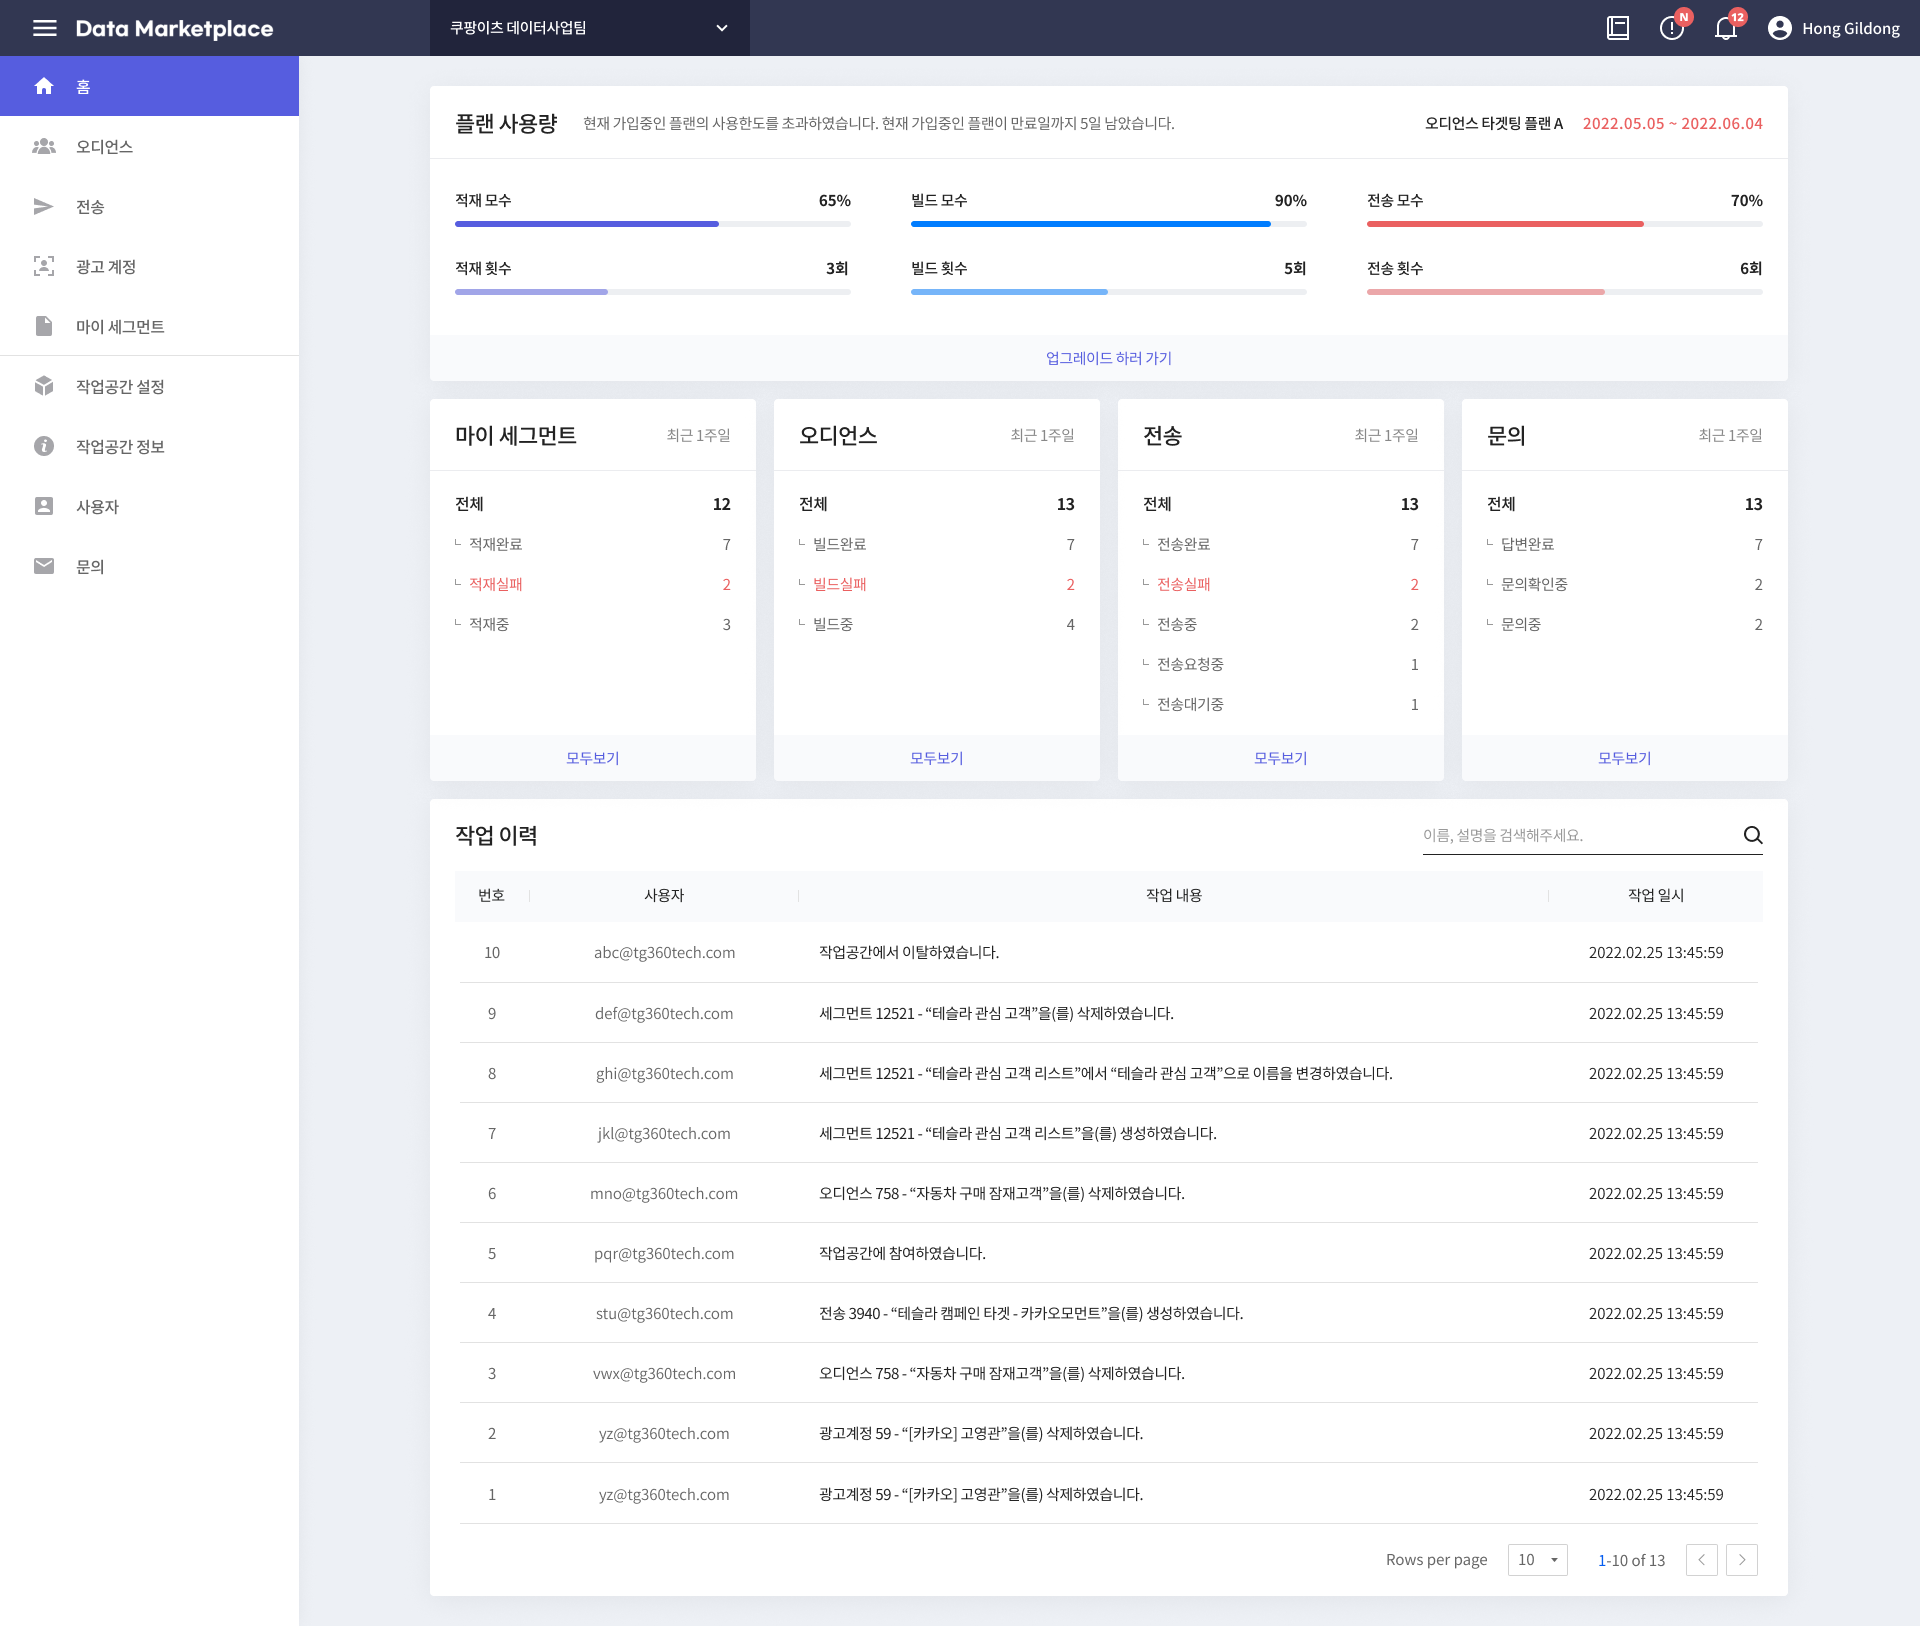 Data Marketplace
쿠팡이츠 데이터사업팀
N
12
Hong Gildong
홈
오디언스
전송
광고 계정
마이 세그먼트
작업공간 설정
작업공간 정보
사용자
문의
플랜 사용량 현재 가입중인 플랜의 사용한도를 초과하였습니다. 현재 가입중인 플랜이 만료일까지 5일 남았습니다. 오디언스 타겟팅 플랜 A 2022.05.05 ~ 2022.06.04
적재 모수 65% 빌드 모수 90% 전송 모수 70%
적재 횟수 3회 빌드 횟수 5회 전송 횟수 6회
업그레이드 하러 가기
마이 세그먼트 최근 1주일
전체 12
적재완료 7
적재실패 2
적재중 3
모두보기
오디언스 최근 1주일
전체 13
빌드완료 7
빌드실패 2
빌드중 4
모두보기
전송 최근 1주일
전체 13
전송완료 7
전송실패 2
전송중 2
전송요청중 1
전송대기중 1
모두보기
문의 최근 1주일
전체 13
답변완료 7
문의확인중 2
문의중 2
모두보기
작업 이력 이름, 설명을 검색해주세요.
번호 사용자 작업 내용 작업 일시
10 abc@tg360tech.com 작업공간에서 이탈하였습니다. 2022.02.25 13:45:59
9 def@tg360tech.com 세그먼트 12521 - “테슬라 관심 고객”을(를) 삭제하였습니다. 2022.02.25 13:45:59
8 ghi@tg360tech.com 세그먼트 12521 - “테슬라 관심 고객 리스트”에서 “테슬라 관심 고객”으로 이름을 변경하였습니다. 2022.02.25 13:45:59
7 jkl@tg360tech.com 세그먼트 12521 - “테슬라 관심 고객 리스트”을(를) 생성하였습니다. 2022.02.25 13:45:59
6 mno@tg360tech.com 오디언스 758 - “자동차 구매 잠재고객”을(를) 삭제하였습니다. 2022.02.25 13:45:59
5 pqr@tg360tech.com 작업공간에 참여하였습니다. 2022.02.25 13:45:59
4 stu@tg360tech.com 전송 3940 - “테슬라 캠페인 타겟 - 카카오모먼트”을(를) 생성하였습니다. 2022.02.25 13:45:59
3 vwx@tg360tech.com 오디언스 758 - “자동차 구매 잠재고객”을(를) 삭제하였습니다. 2022.02.25 13:45:59
2 yz@tg360tech.com 광고계정 59 - “[카카오] 고영관”을(를) 삭제하였습니다. 2022.02.25 13:45:59
1 yz@tg360tech.com 광고계정 59 - “[카카오] 고영관”을(를) 삭제하였습니다. 2022.02.25 13:45:59
Rows per page 10 1-10 of 13